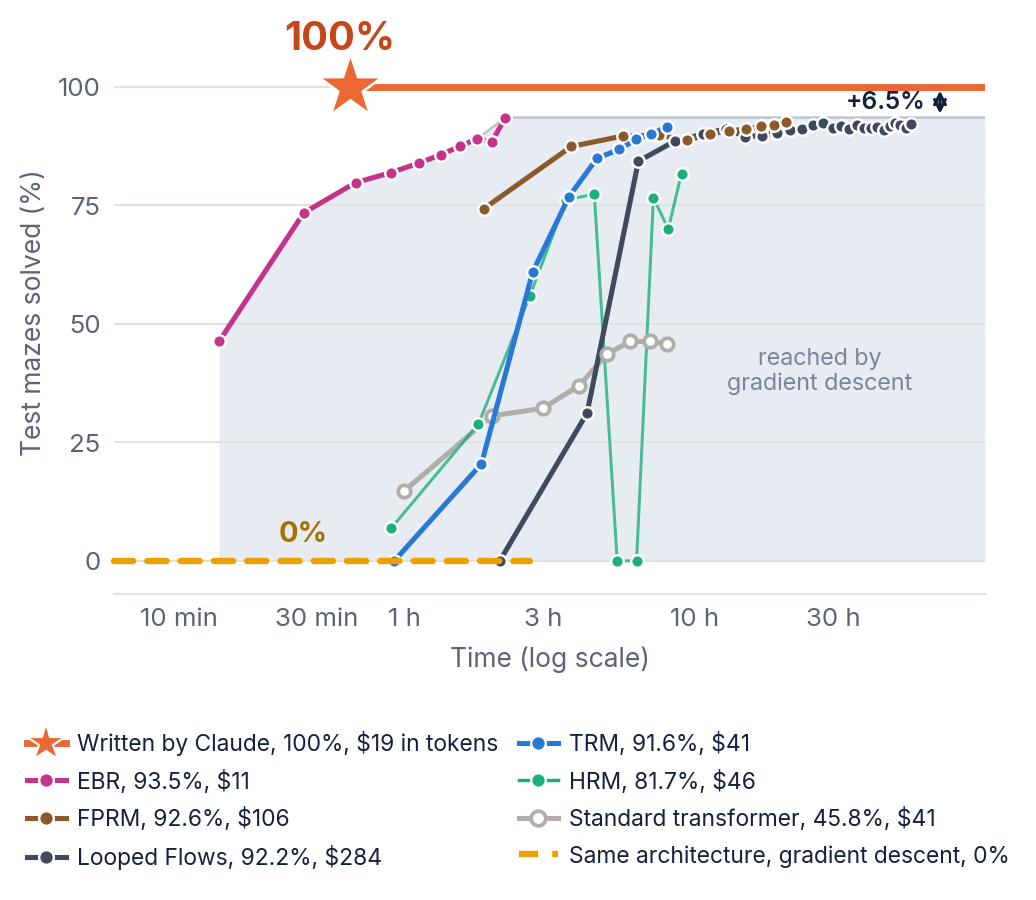 100%
100
+6.5%
75
50
reached by
gradient descent
25
0%
0
Test mazes solved (%)
10 min 30 min 1 h 3 h 10 h 30 h
Time (log scale)
Written by Claude, 100%, $19 in tokens
EBR, 93.5%, $11
FPRM, 92.6%, $106
Looped Flows, 92.2%, $284
TRM, 91.6%, $41
HRM, 81.7%, $46
Standard transformer, 45.8%, $41
Same architecture, gradient descent, 0%